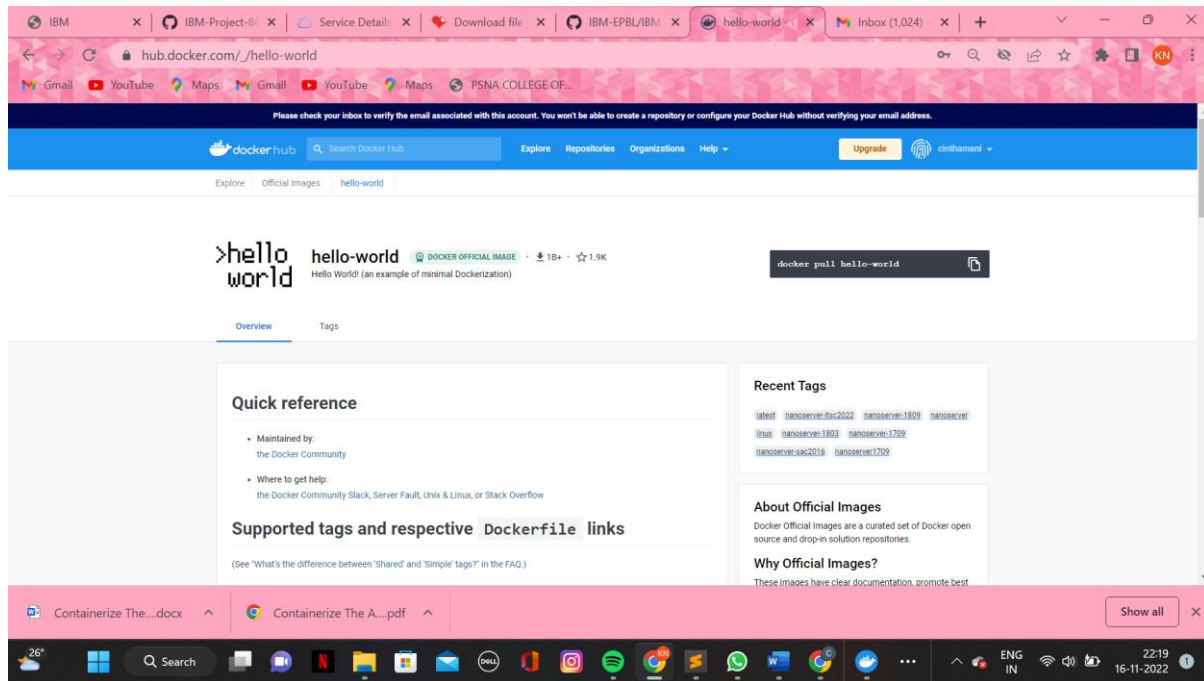 IBM
IBM-Project-8
Service Details
Download file
IBM-EPBL/IBM
hello-world -
Inbox (1,024)
hub.docker.com/_/hello-world
KN
Gmail YouTube Maps Gmail YouTube Maps PSNA COLLEGE OF...
Please check your inbox to verify the email associated with this account. You won't be able to create a repository or configure your Docker Hub without verifying your email address.
dockerhub Search Docker Hub Explore Repositories Organizations Help Upgrade cinthamani
Explore Official Images hello-world
>hello
world
hello-world DOCKER OFFICIAL IMAGE · 1B+ · 1.9K
Hello World! (an example of minimal Dockerization)
docker pull hello-world
Overview Tags
Quick reference
• Maintained by:
the Docker Community
• Where to get help:
the Docker Community Slack, Server Fault, Unix & Linux, or Stack Overflow
Supported tags and respective Dockerfile links
(See "What's the difference between 'Shared' and 'Simple' tags?" in the FAQ.)
Recent Tags
latest nanoserver-ltsc2022 nanoserver-1809 nanoserver
linux nanoserver-1803 nanoserver-1709
nanoserver-sac2016 nanoserver1709
About Official Images
Docker Official Images are a curated set of Docker open
source and drop-in solution repositories.
Why Official Images?
These images have clear documentation, promote best
Containerize The....docx
Containerize The A....pdf
Show all
26°
Search
DELL
ENG
IN
22:19
16-11-2022
1